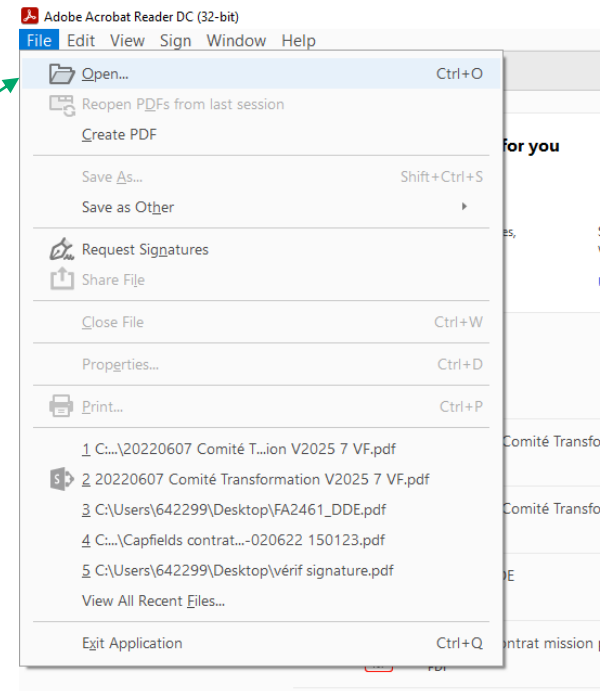 Adobe Acrobat Reader DC (32-bit)
File Edit View Sign Window Help
Open... Ctrl+O
Reopen PDFs from last session
Create PDF
for you
Save As... Shift+Ctrl+S
Save as Other
es,
Request Signatures
Share File
Close File Ctrl+W
Properties... Ctrl+D
Print... Ctrl+P
1 C:...\20220607 Comité T...ion V2025 7 VF.pdf
Comité Transfo
2 20220607 Comité Transformation V2025 7 VF.pdf
3 C:\Users\642299\Desktop\FA2461_DDE.pdf
Comité Transfo
4 C:...\Capfields contrat...-020622 150123.pdf
5 C:\Users\642299\Desktop\vérif signature.pdf
DE
View All Recent Files...
Exit Application Ctrl+Q
ontrat mission
PDF